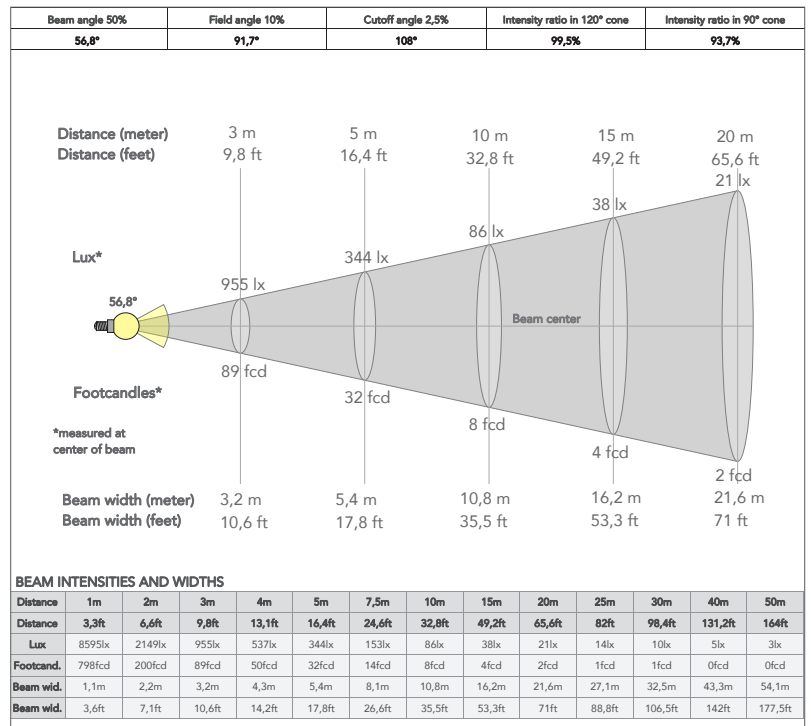 Beam angle 50% Field angle 10% Cutoff angle 2,5% Intensity ratio in 120° cone Intensity ratio in 90° cone
56,8° 91,7° 108° 99,5% 93,7%
Distance (meter) 3 m 5 m 10 m 15 m 20 m
Distance (feet) 9,8 ft 16,4 ft 32,8 ft 49,2 ft 65,6 ft
21 lx
38 lx
86 lx
Lux* 344 lx
955 lx
56,8°
Beam center
89 fcd
Footcandles* 32 fcd
8 fcd
*measured at
center of beam
4 fcd
2 fcd
Beam width (meter) 3,2 m 5,4 m 10,8 m 16,2 m 21,6 m
Beam width (feet) 10,6 ft 17,8 ft 35,5 ft 53,3 ft 71 ft
BEAM INTENSITIES AND WIDTHS
Distance 1m 2m 3m 4m 5m 7,5m 10m 15m 20m 25m 30m 40m 50m
Distance 3,3ft 6,6ft 9,8ft 13,1ft 16,4ft 24,6ft 32,8ft 49,2ft 65,6ft 82ft 98,4ft 131,2ft 164ft
Lux 8595lx 2149lx 955lx 537lx 344lx 153lx 86lx 38lx 21lx 14lx 10lx 5lx 3lx
Footcand. 798fcd 200fcd 89fcd 50fcd 32fcd 14fcd 8fcd 4fcd 2fcd 1fcd 1fcd 0fcd 0fcd
Beam wid. 1,1m 2,2m 3,2m 4,3m 5,4m 8,1m 10,8m 16,2m 21,6m 27,1m 32,5m 43,3m 54,1m
Beam wid. 3,6ft 7,1ft 10,6ft 14,2ft 17,8ft 26,6ft 35,5ft 53,3ft 71ft 88,8ft 106,5ft 142ft 177,5ft